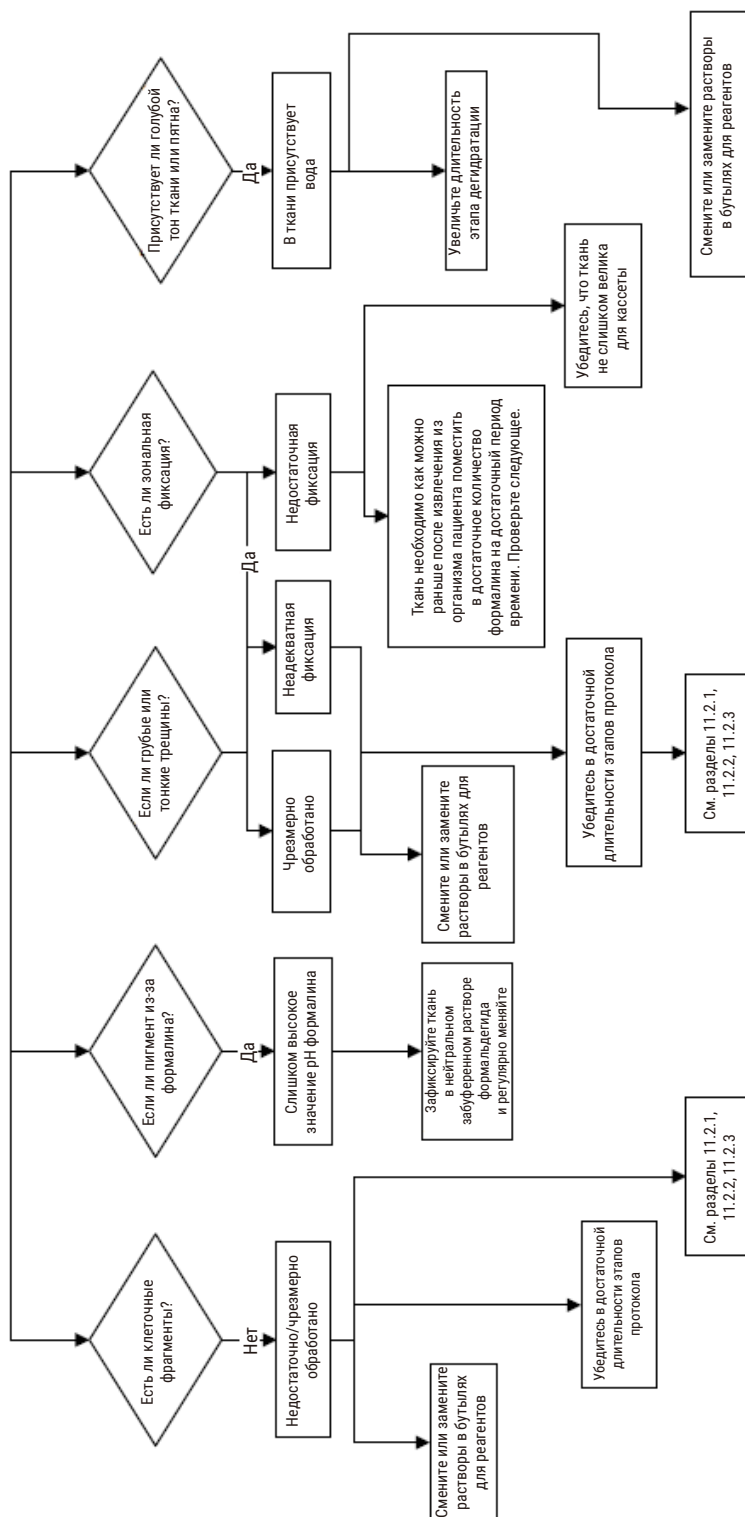 Есть ли клеточные
фрагменты?
Нет
Недостаточно/чрезмерно
обработано
Смените или замените
растворы в бутылях
для реагентов
Убедитесь в достаточной
длительности этапов
протокола
См. разделы 11.2.1,
11.2.2, 11.2.3
Если ли пигмент из-за
формалина?
Да
Слишком высокое
значение pH формалина
Зафиксируйте ткань
в нейтральном
забуференном растворе
формальдегида
и регулярно меняйте
Если ли грубые или
тонкие трещины?
Чрезмерно
обработано
Неадекватная
фиксация
Смените или замените
растворы в бутылях для
реагентов
Убедитесь в достаточной
длительности этапов протокола
См. разделы 11.2.1,
11.2.2, 11.2.3
Есть ли зональная
фиксация?
Да
Недостаточная
фиксация
Ткань необходимо как можно
раньше после извлечения из
организма пациента поместить
в достаточное количество
формалина на достаточный период
времени. Проверьте следующее.
Убедитесь, что ткань
не слишком велика
для кассеты
Присутствует ли голубой
тон ткани или пятна?
Да
В ткани присутствует
вода
Увеличьте длительность
этапа дегидратации
Смените или замените растворы
в бутылях для реагентов